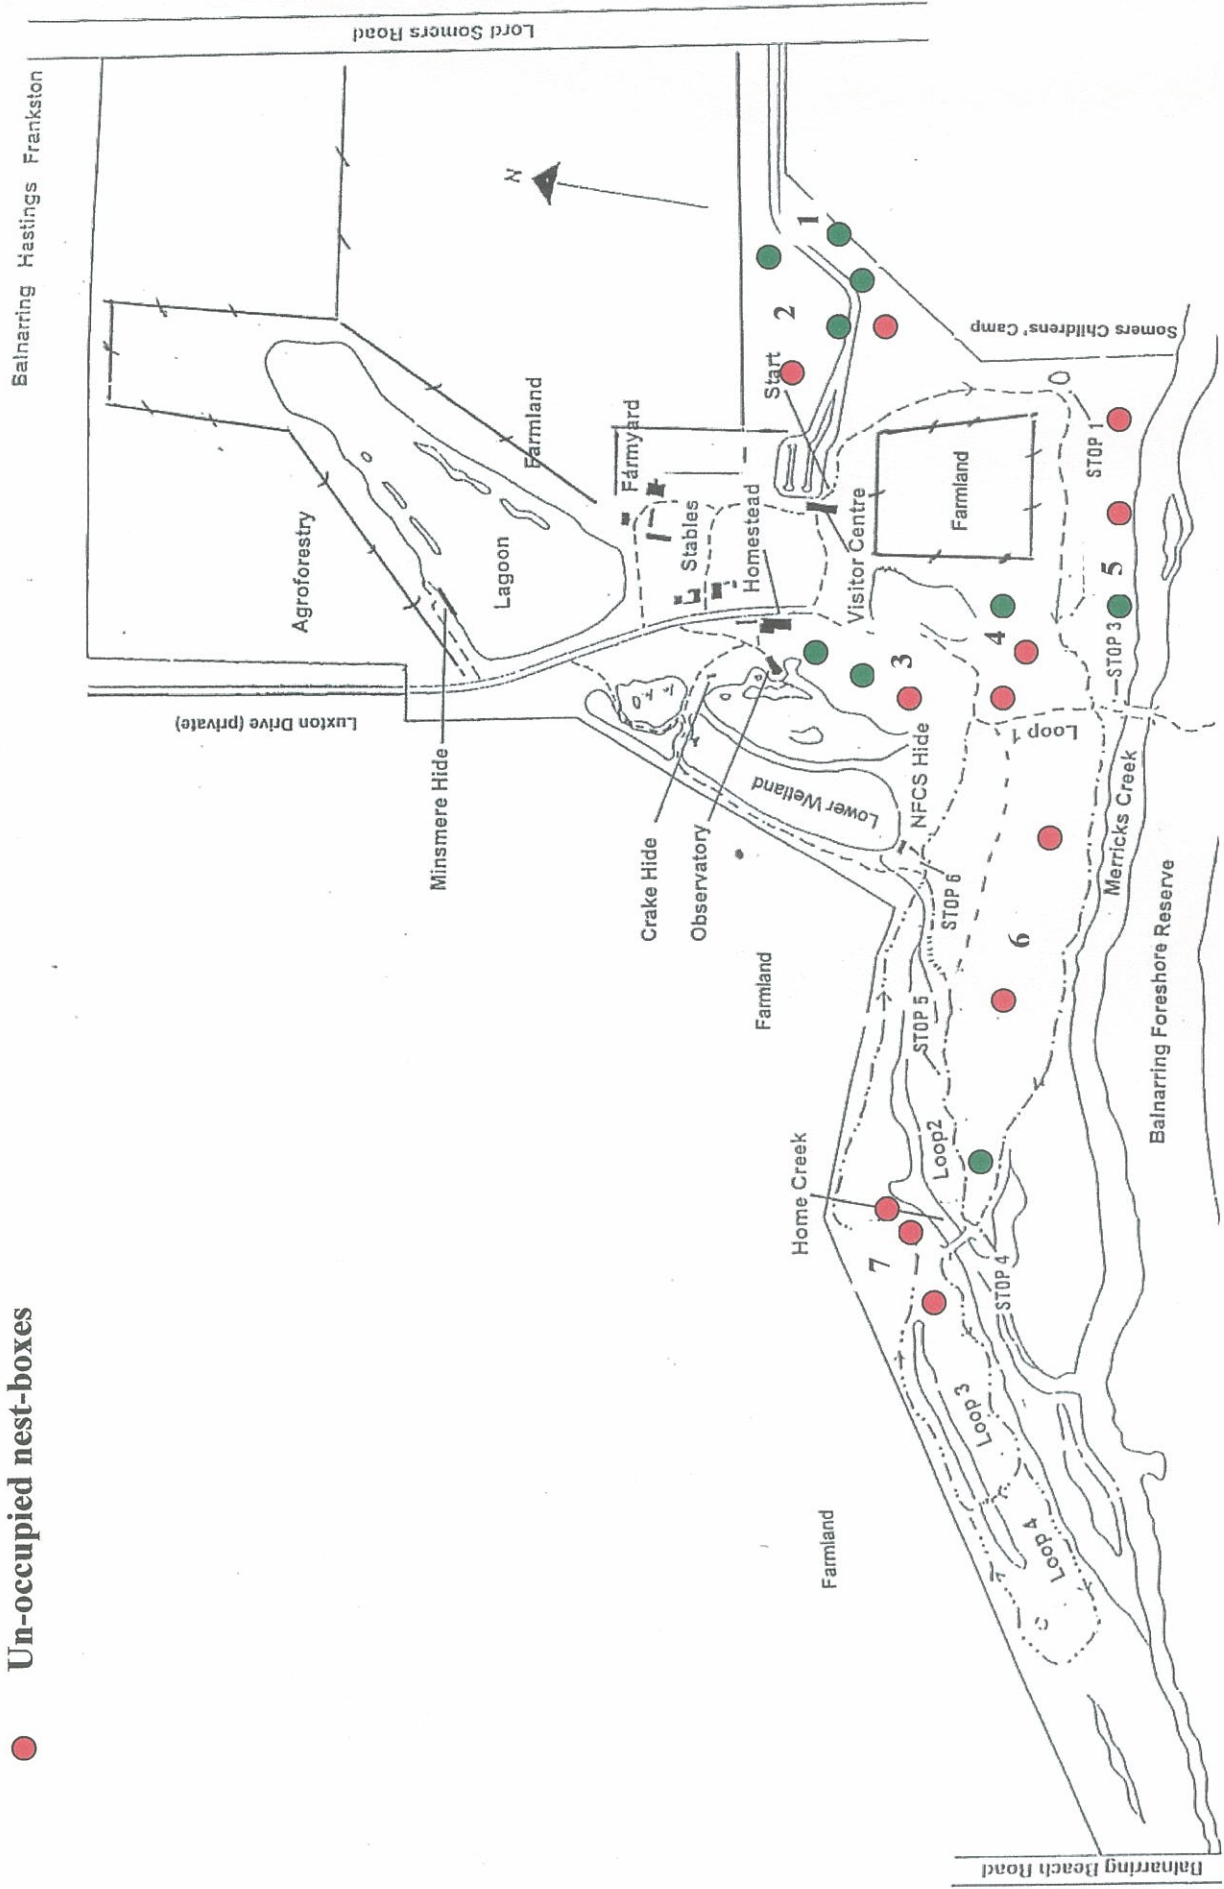 Un-occupied nest-boxes
Balnarring Hastings Frankston
Lord Somers Road
N
Agroforestry
Farmland
Lagoon
Farmyard
Stables
Homestead
Start
Visitor Centre
Farmland
Luxton Drive (private)
Minsmere Hide
Crake Hide
Observatory
Lower Wetland
NFCS Hide
Somers Childrens' Camp
1
2
3
4
5
6
7
STOP 1
STOP 3
STOP 4
STOP 5
STOP 6
Loop 1
Loop2
Loop 3
Loop 4
Home Creek
Merricks Creek
Balnarring Foreshore Reserve
Farmland
Farmland
Balnarring Beach Road